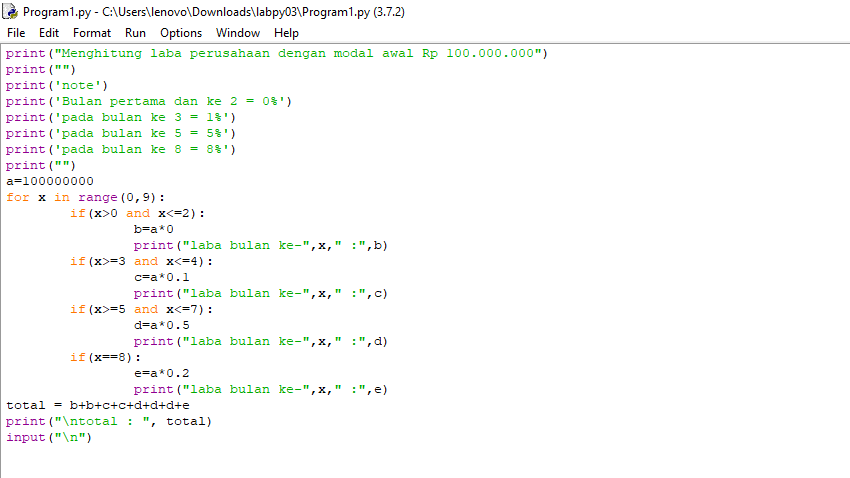 Program1.py - C:\Users\lenovo\Downloads\labpy03\Program1.py (3.7.2)
File Edit Format Run Options Window Help
print("Menghitung laba perusahaan dengan modal awal Rp 100.000.000")
print("")
print('note')
print('Bulan pertama dan ke 2 = 0%')
print('pada bulan ke 3 = 1%')
print('pada bulan ke 5 = 5%')
print('pada bulan ke 8 = 8%')
print("")
a=100000000
for x in range(0,9):
        if(x>0 and x<=2):
                b=a*0
                print("laba bulan ke-",x," :",b)
        if(x>=3 and x<=4):
                c=a*0.1
                print("laba bulan ke-",x," :",c)
        if(x>=5 and x<=7):
                d=a*0.5
                print("laba bulan ke-",x," :",d)
        if(x==8):
                e=a*0.2
                print("laba bulan ke-",x," :",e)
total = b+b+c+c+d+d+d+e
print("\ntotal : ", total)
input("\n")